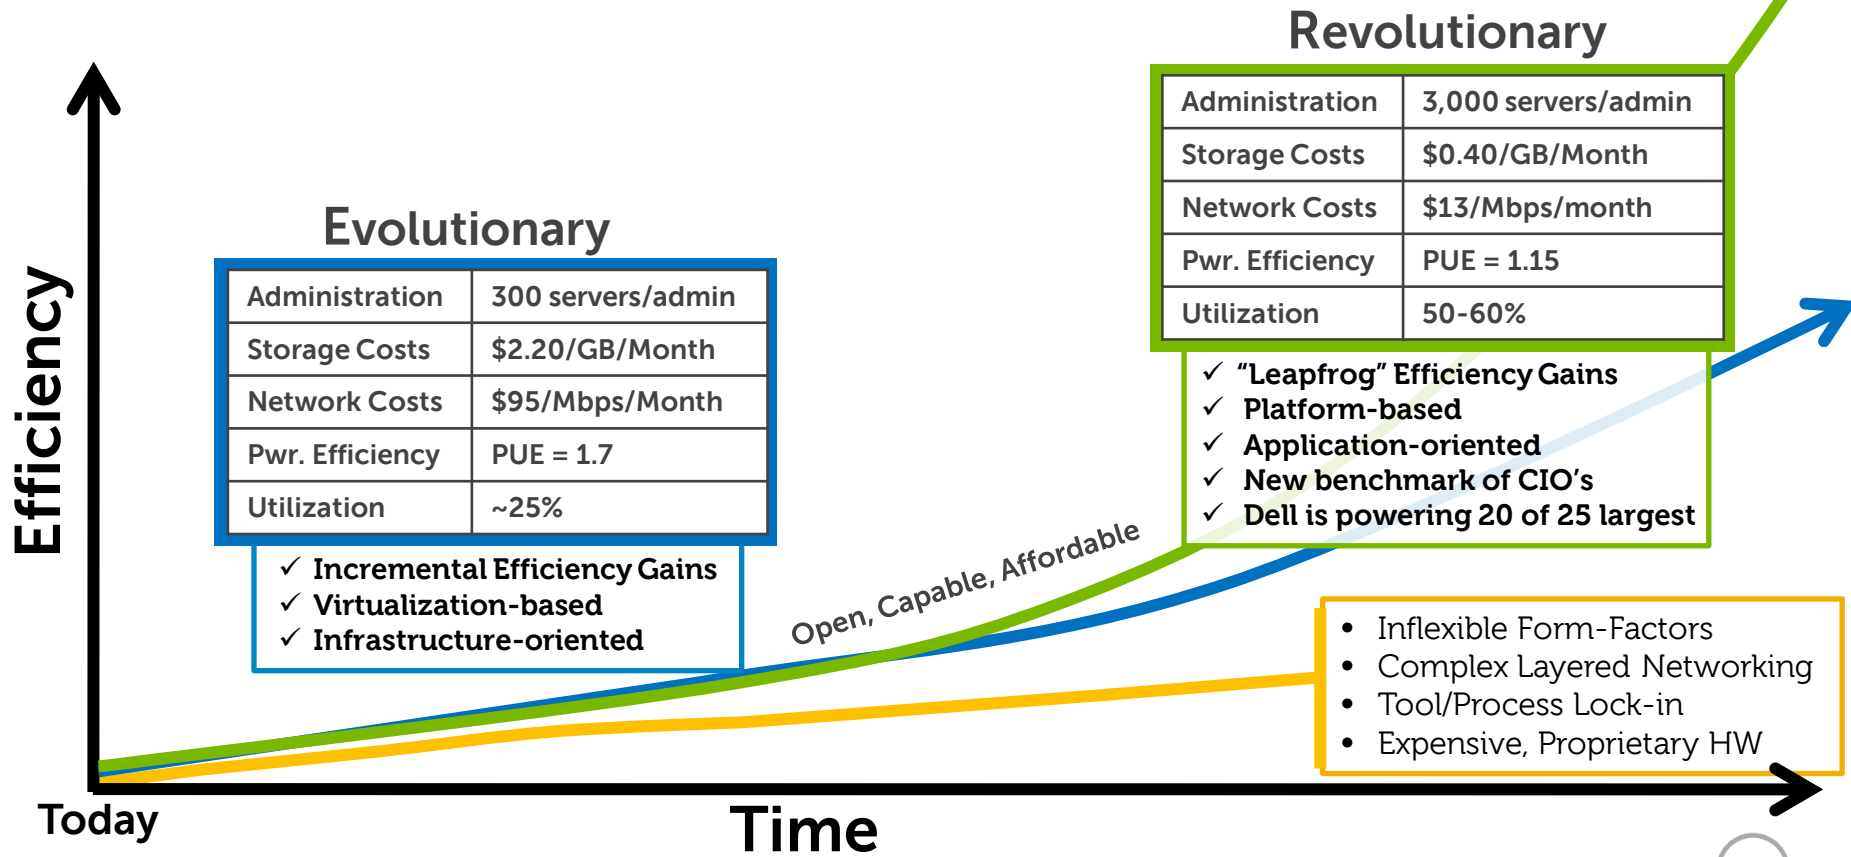 Revolutionary
Administration 3,000 servers/admin
Storage Costs $0.40/GB/Month
Network Costs $13/Mbps/month
Pwr. Efficiency PUE = 1.15
Utilization 50-60%
✓ “Leapfrog” Efficiency Gains
✓ Platform-based
✓ Application-oriented
✓ New benchmark of CIO’s
✓ Dell is powering 20 of 25 largest
Evolutionary
Administration 300 servers/admin
Storage Costs $2.20/GB/Month
Network Costs $95/Mbps/Month
Pwr. Efficiency PUE = 1.7
Utilization ~25%
✓ Incremental Efficiency Gains
✓ Virtualization-based
✓ Infrastructure-oriented
Open, Capable, Affordable
• Inflexible Form-Factors
• Complex Layered Networking
• Tool/Process Lock-in
• Expensive, Proprietary HW
Efficiency
Today
Time